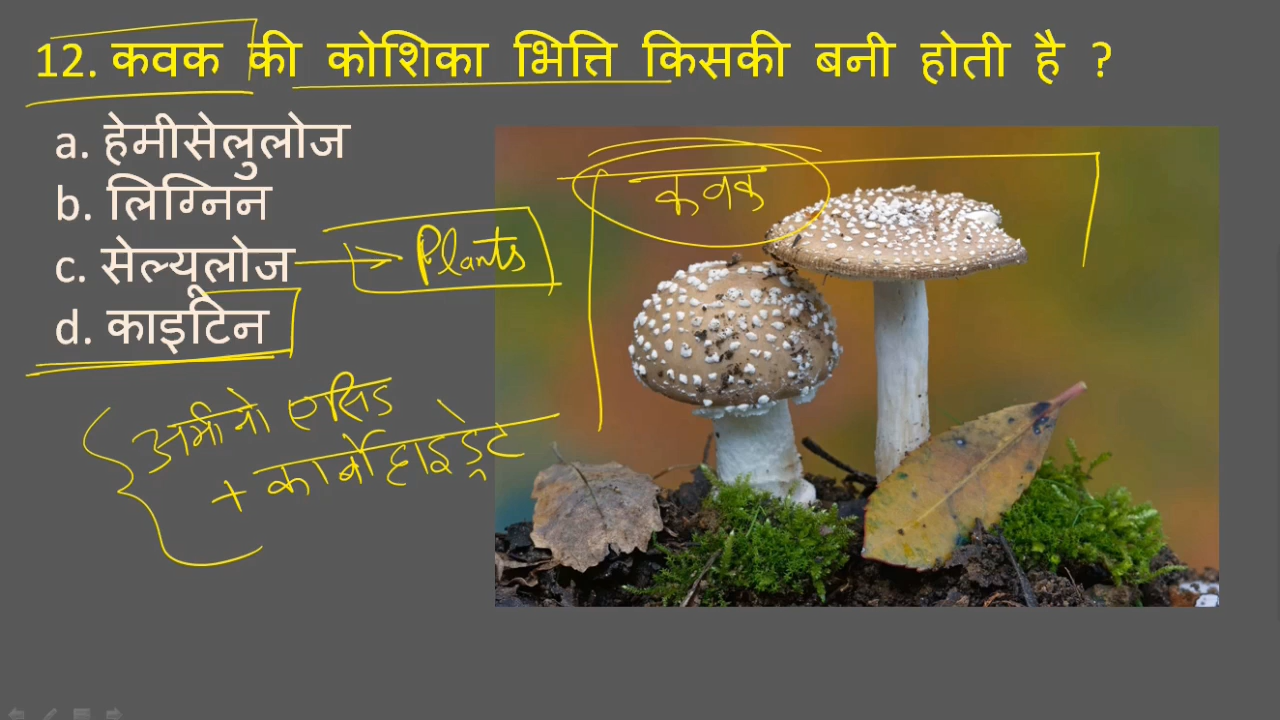 12. कवक की कोशिका भित्ति किसकी बनी होती है ?
a. हेमीसेलुलोज
b. लिग्निन
c. सेल्यूलोज → Plants
d. काइटिन
कवक
अमीनो एसिड
+ कार्बोहाइड्रेट